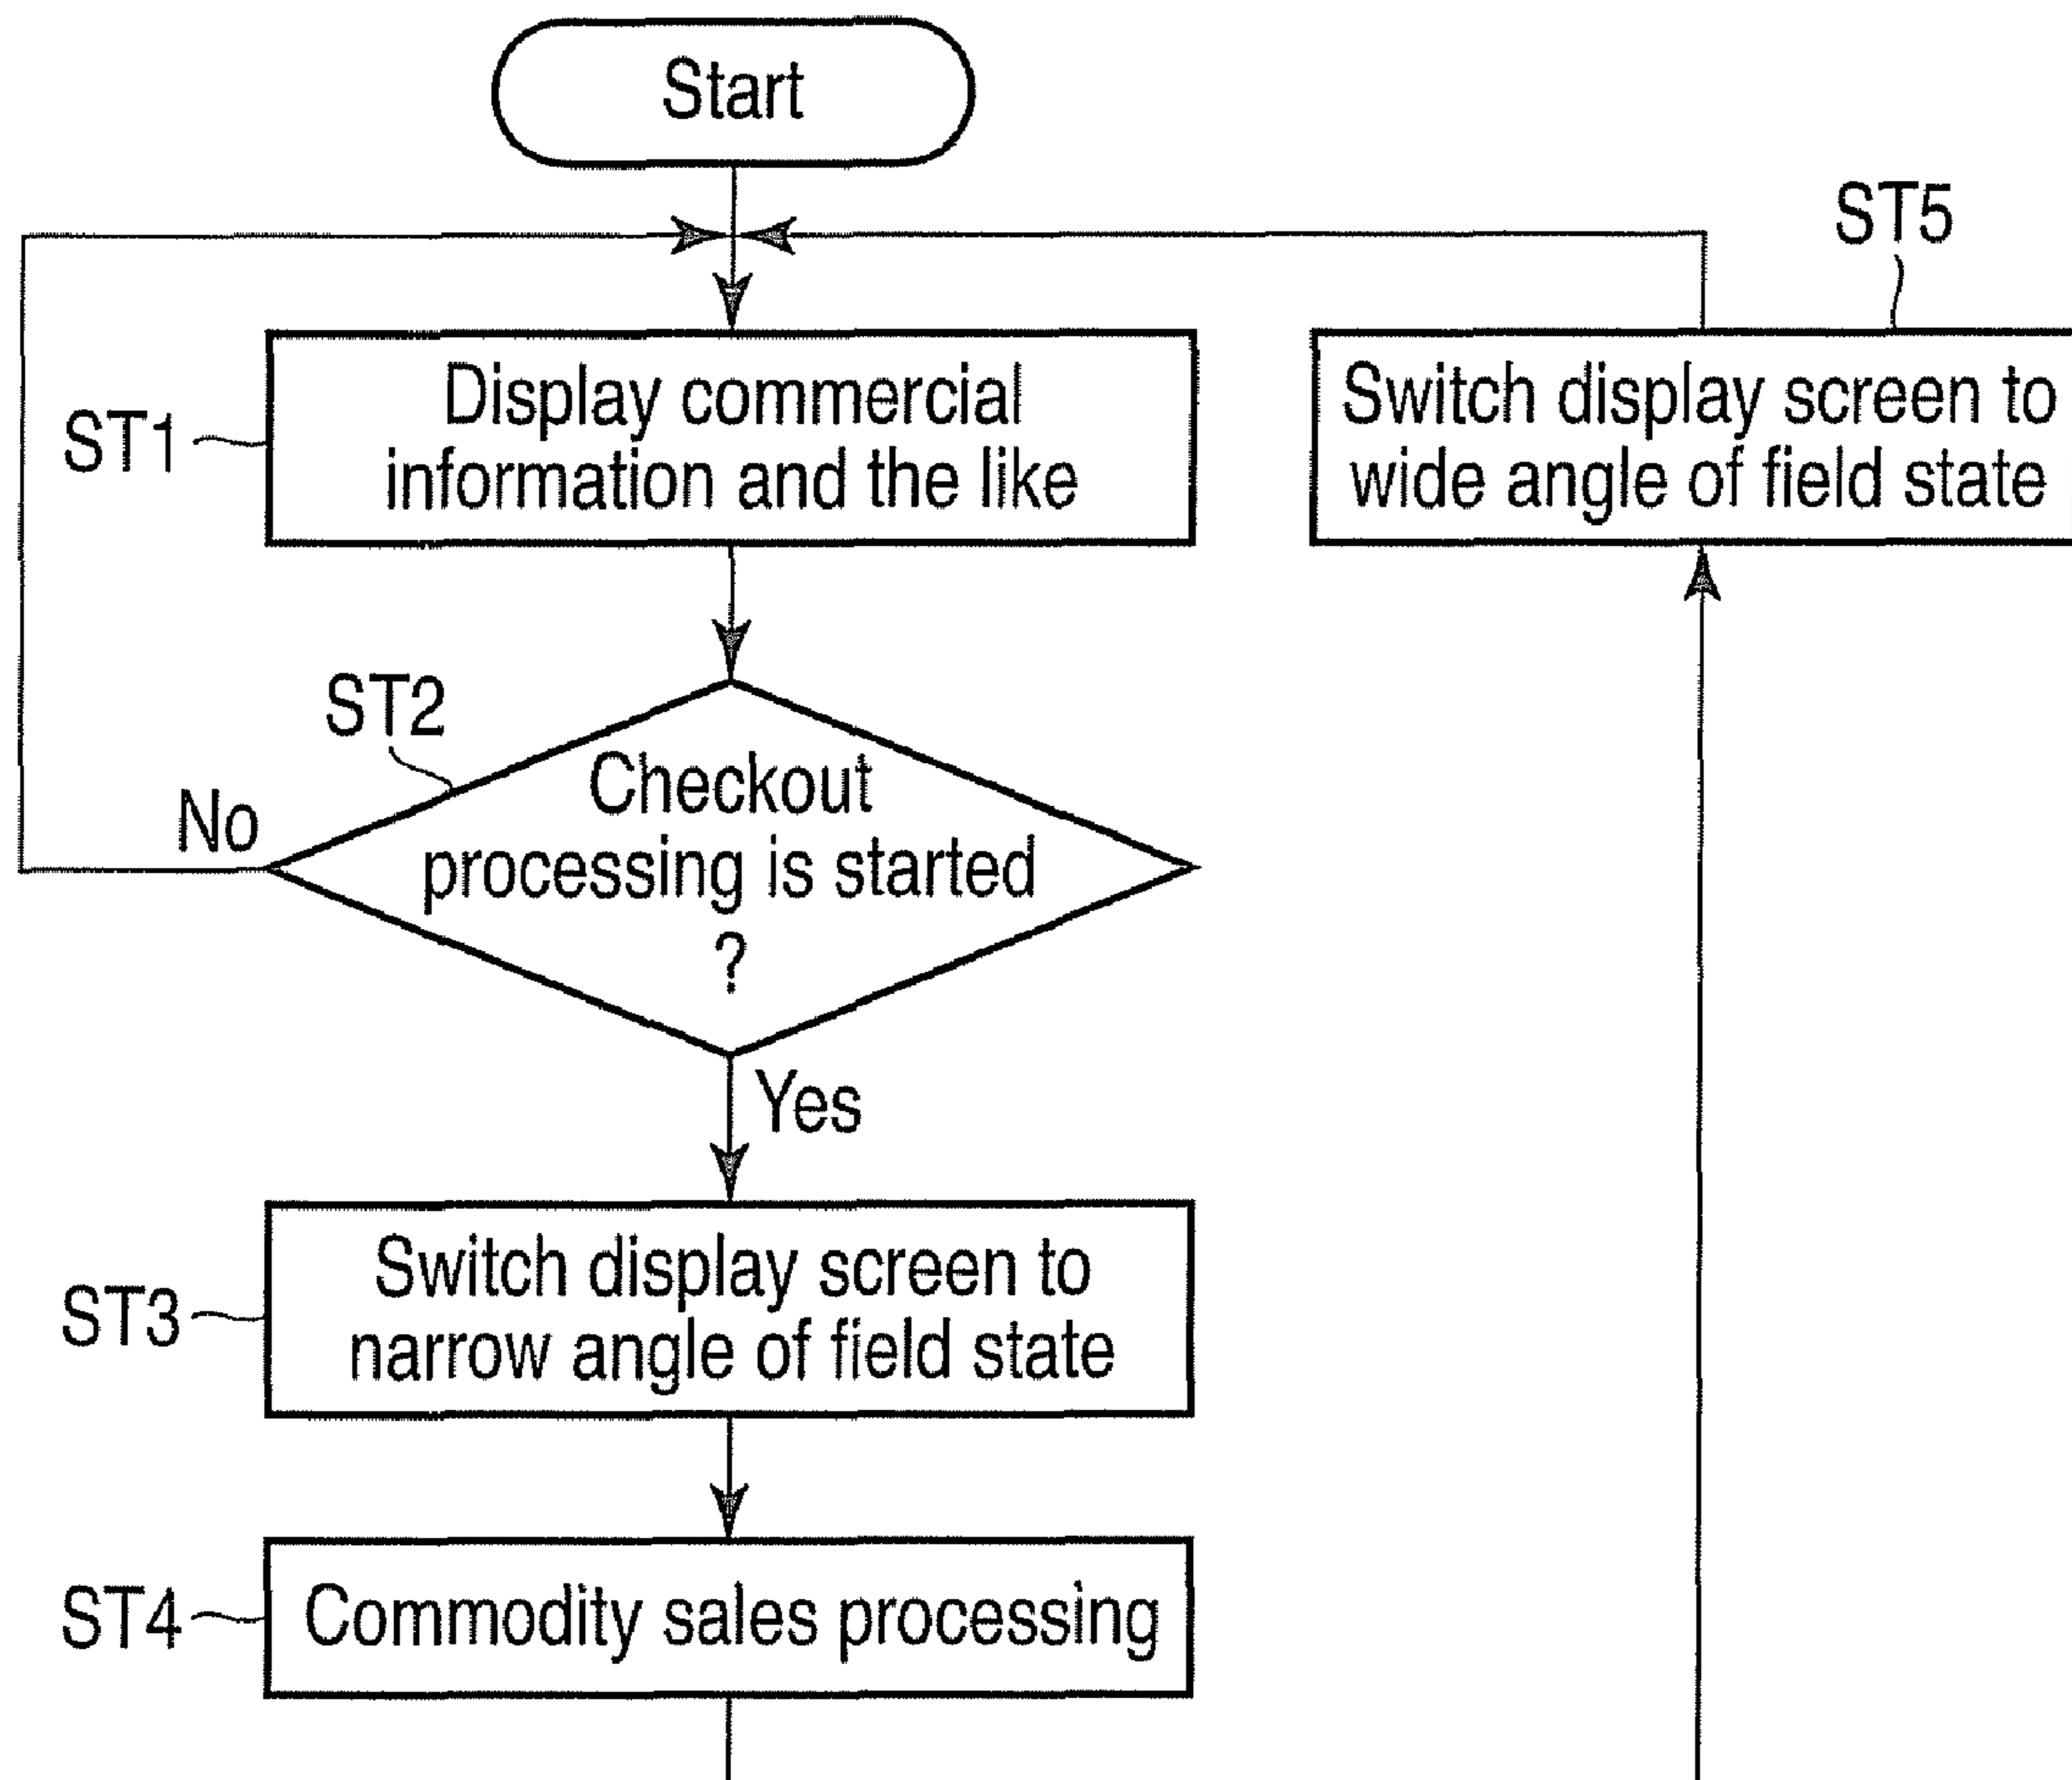 Start
ST5
ST1
Display commercial
information and the like
Switch display screen to
wide angle of field state
ST2
No
Checkout
processing is started
?
Yes
ST3
Switch display screen to
narrow angle of field state
ST4
Commodity sales processing